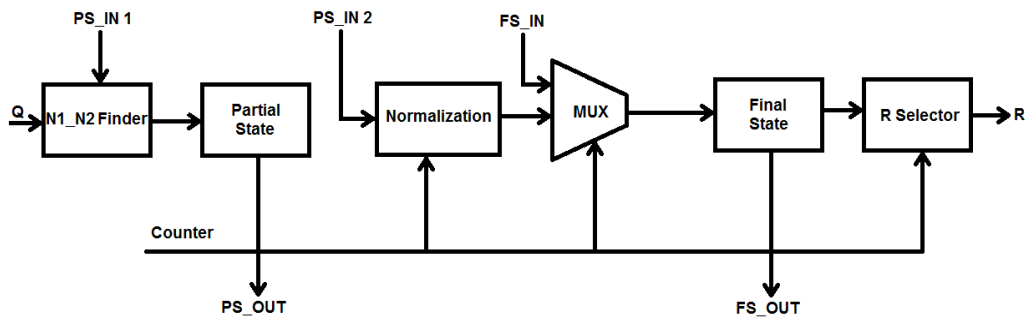 PS_IN 1
PS_IN 2
FS_IN
Q
N1_N2 Finder
Partial
State
Normalization
MUX
Final
State
R Selector
R
Counter
PS_OUT
FS_OUT